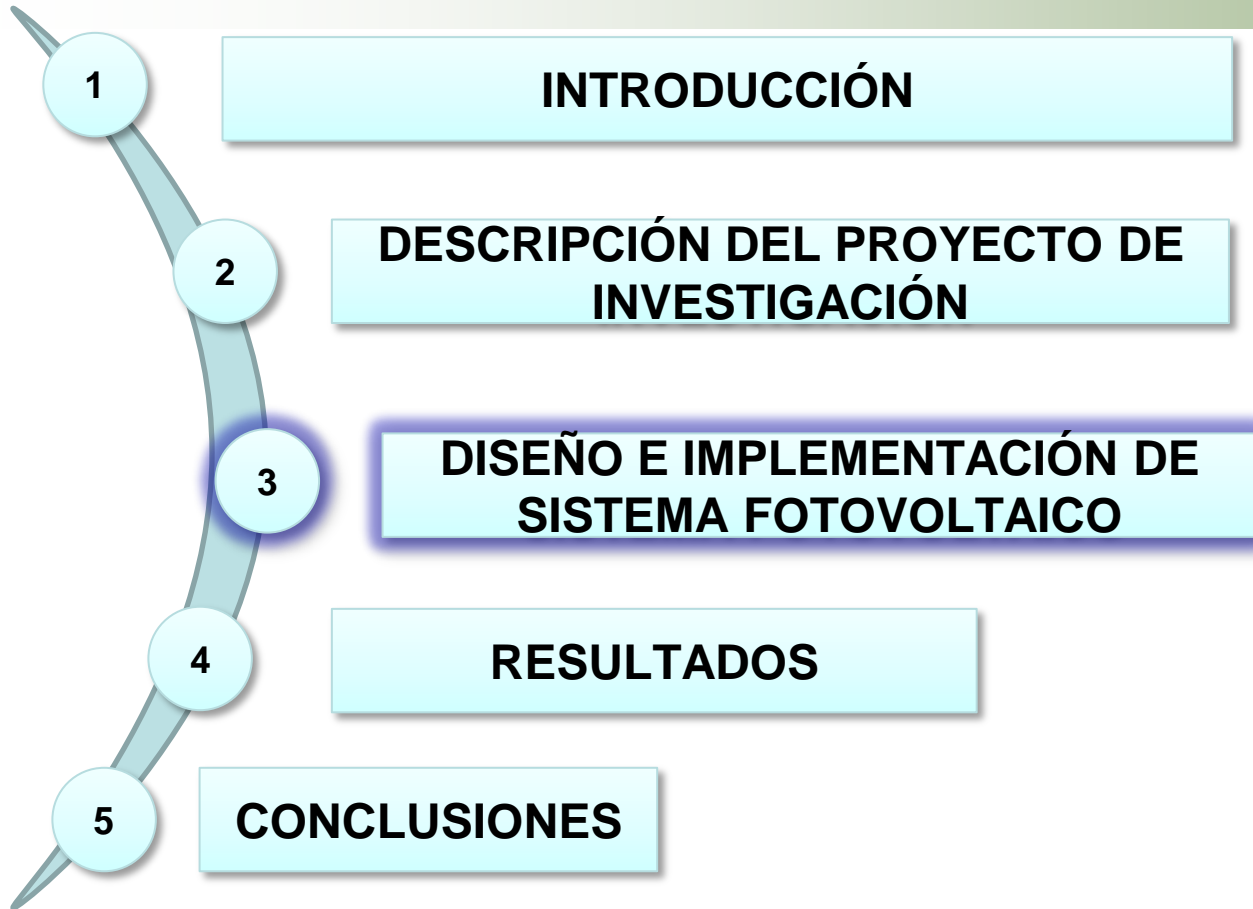 1
INTRODUCCIÓN
2
DESCRIPCIÓN DEL PROYECTO DE
INVESTIGACIÓN
3
DISEÑO E IMPLEMENTACIÓN DE
SISTEMA FOTOVOLTAICO
4
RESULTADOS
5
CONCLUSIONES